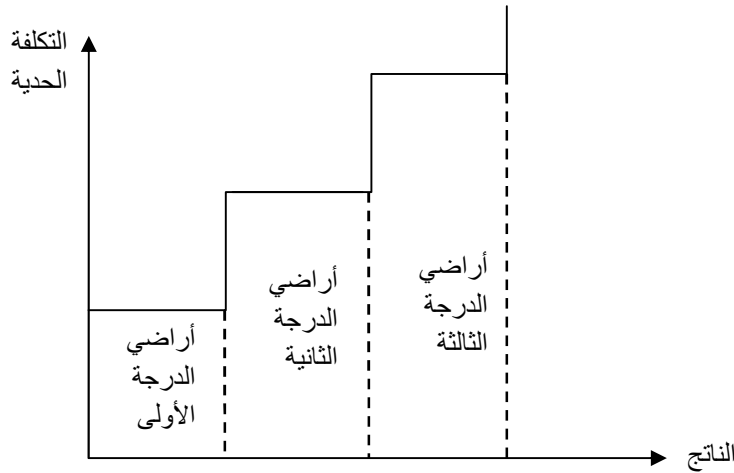 التكلفة
الحدية
أراضي
الدرجة
الثالثة
أراضي
الدرجة
الثانية
أراضي
الدرجة
الأولى
الناتج